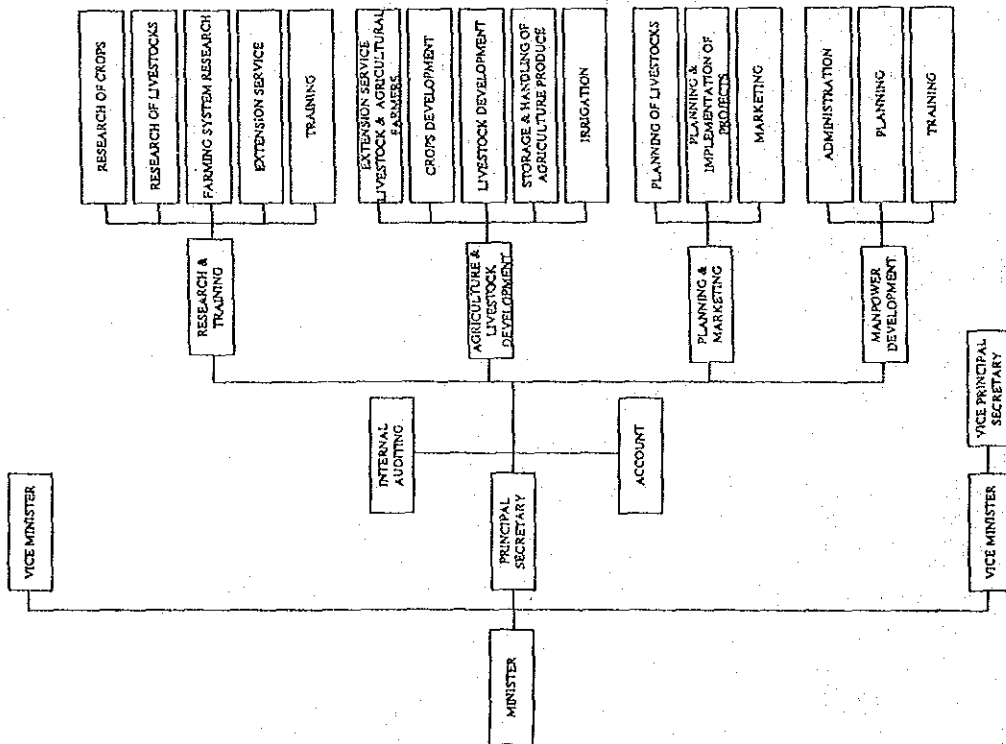 MINISTER
VICE MINISTER
PRINCIPAL
SECRETARY
VICE MINISTER
VICE PRINCIPAL
SECRETARY
INTERNAL
AUDITING
ACCOUNT
RESEARCH &
TRAINING
RESEARCH OF CROPS
RESEARCH OF LIVESTOCKS
FARMING SYSTEM RESEARCH
EXTENSION SERVICE
TRAINING
AGRICULTURE &
LIVESTOCK
DEVELOPMENT
EXTENSION SERVICE
LIVESTOCK & AGRICULTURAL
FARMERS
CROPS DEVELOPMENT
LIVESTOCK DEVELOPMENT
STORAGE & HANDLING OF
AGRICULTURE PRODUCE
IRRIGATION
PLANNING &
MARKETING
PLANNING OF LIVESTOCKS
PLANNING &
IMPLEMENTATION OF
PROJECTS
MARKETING
MANPOWER
DEVELOPMENT
ADMINISTRATION
PLANNING
TRAINING